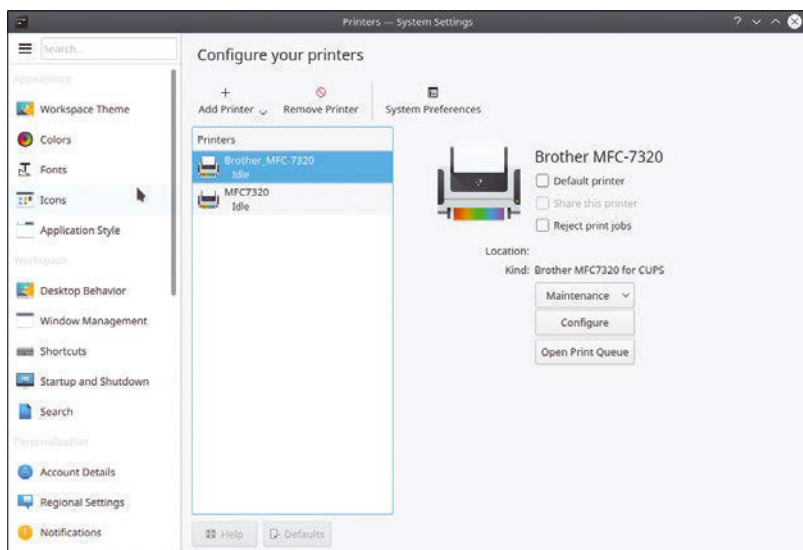 Printers — System Settings
Search...
Appearance
Workspace Theme
Colors
Fonts
Icons
Application Style
Workspace
Desktop Behavior
Window Management
Shortcuts
Startup and Shutdown
Search
Personalization
Account Details
Regional Settings
Notifications
Configure your printers
Add Printer
Remove Printer
System Preferences
Printers
Brother_MFC-7320
Idle
MFC7320
Idle
Help
Defaults
Brother MFC-7320
Default printer
Share this printer
Reject print jobs
Location:
Kind: Brother MFC7320 for CUPS
Maintenance
Configure
Open Print Queue